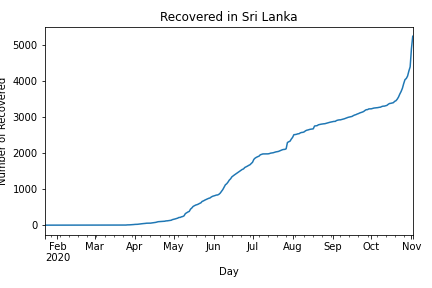 Recovered in Sri Lanka
Number of Recovered
5000
4000
3000
2000
1000
0
Feb Mar Apr May Jun Jul Aug Sep Oct Nov
2020
Day